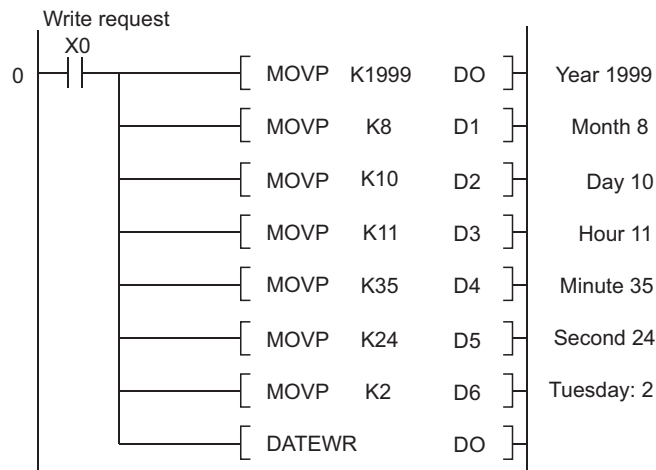 Write request
X0
0 MOVP K1999 DO Year 1999
MOVP K8 D1 Month 8
MOVP K10 D2 Day 10
MOVP K11 D3 Hour 11
MOVP K35 D4 Minute 35
MOVP K24 D5 Second 24
MOVP K2 D6 Tuesday: 2
DATEWR DO